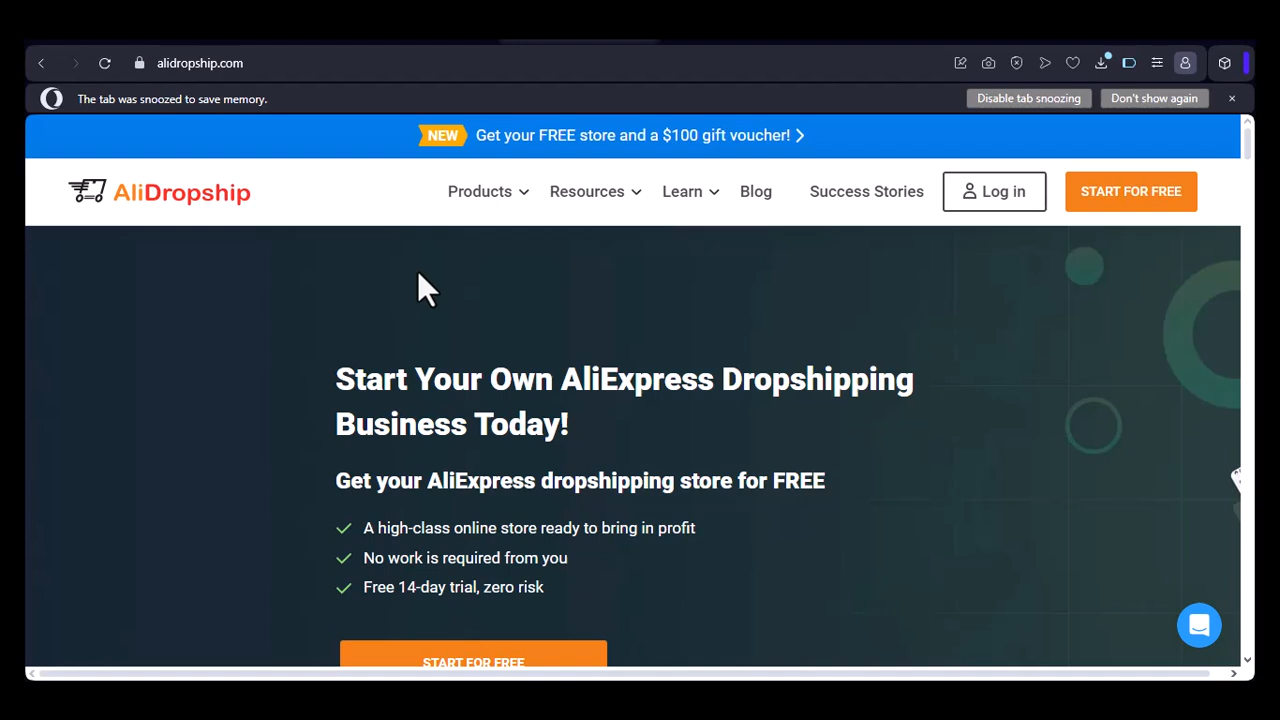 alidropship.com
The tab was snoozed to save memory.
Disable tab snoozing
Don't show again
NEW Get your FREE store and a $100 gift voucher!
AliDropship
Products
Resources
Learn
Blog
Success Stories
Log in
START FOR FREE
Start Your Own AliExpress Dropshipping
Business Today!
Get your AliExpress dropshipping store for FREE
A high-class online store ready to bring in profit
No work is required from you
Free 14-day trial, zero risk
START FOR FREE